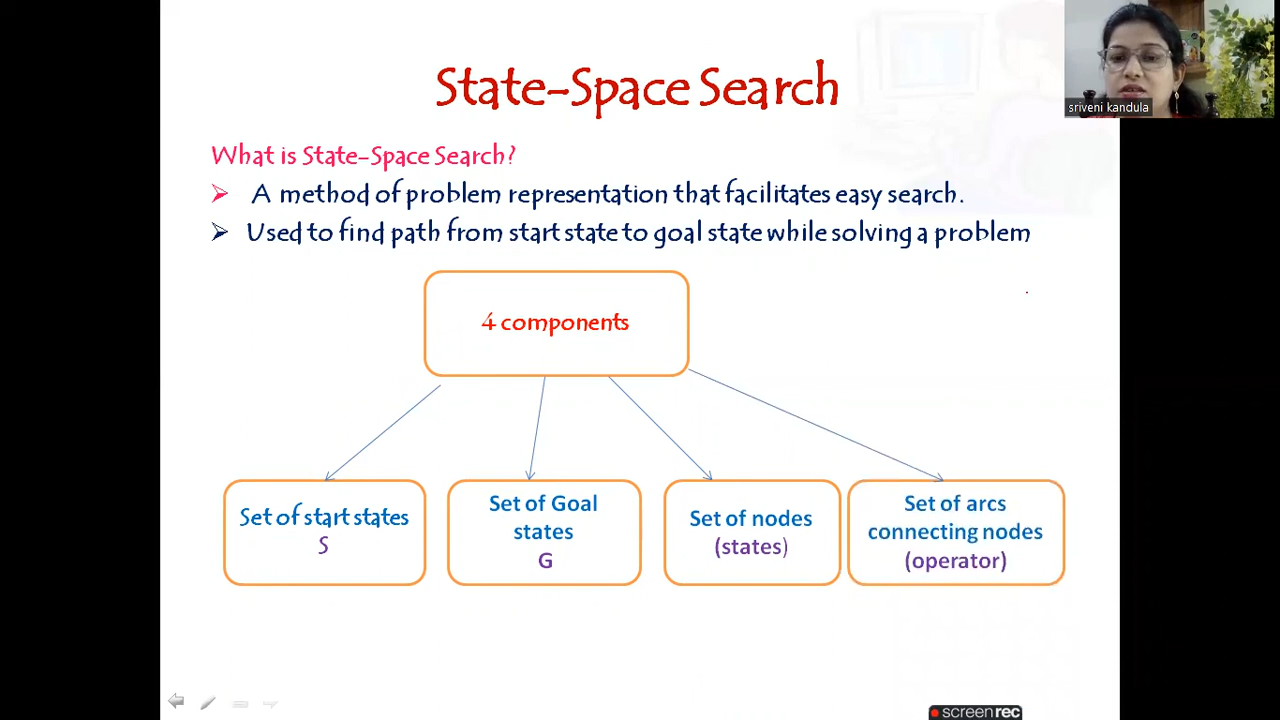 State-Space Search
sriveni kandula
What is State-Space Search?
A method of problem representation that facilitates easy search.
Used to find path from start state to goal state while solving a problem
4 components
Set of start states
S
Set of Goal
states
G
Set of nodes
(states)
Set of arcs
connecting nodes
(operator)
screenrec